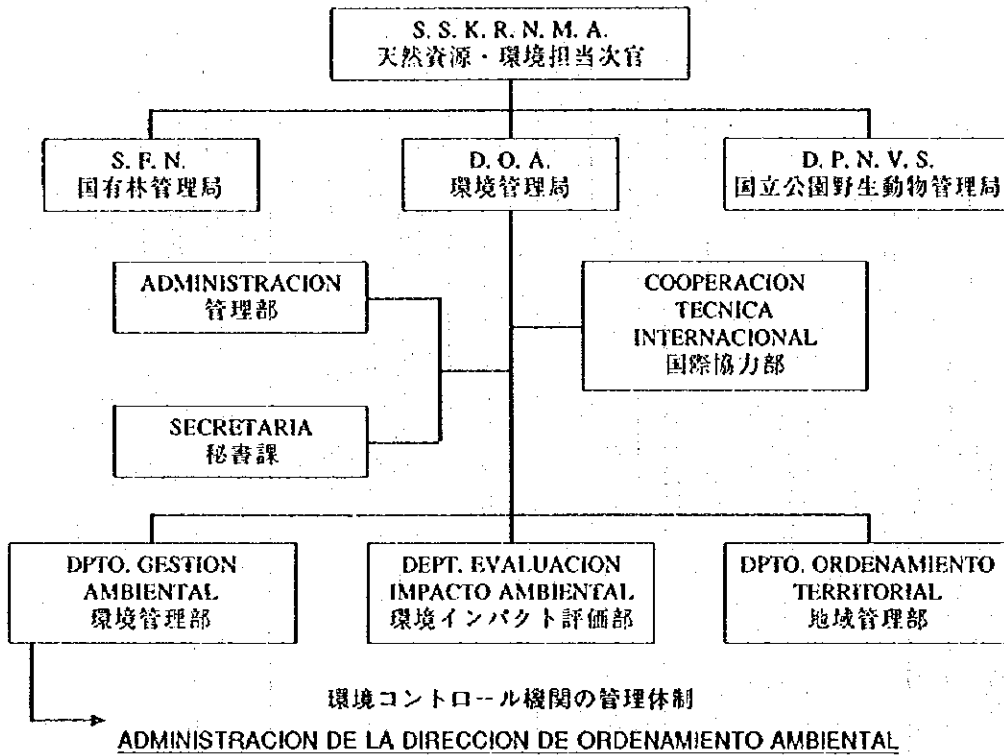 S. S. K. R. N. M. A.
天然資源・環境担当次官
S. F. N.
国有林管理局
D. O. A.
環境管理局
D. P. N. V. S.
国立公園野生動物管理局
ADMINISTRACION
管理部
COOPERACION
TECNICA
INTERNACIONAL
国際協力部
SECRETARIA
秘書課
DPTO. GESTION
AMBIENTAL
環境管理部
DEPT. EVALUACION
IMPACTO AMBIENTAL
環境インパクト評価部
DPTO. ORDENAMIENTO
TERRITORIAL
地域管理部
環境コントロール機関の管理体制
ADMINISTRACION DE LA DIRECCION DE ORDENAMIENTO AMBIENTAL